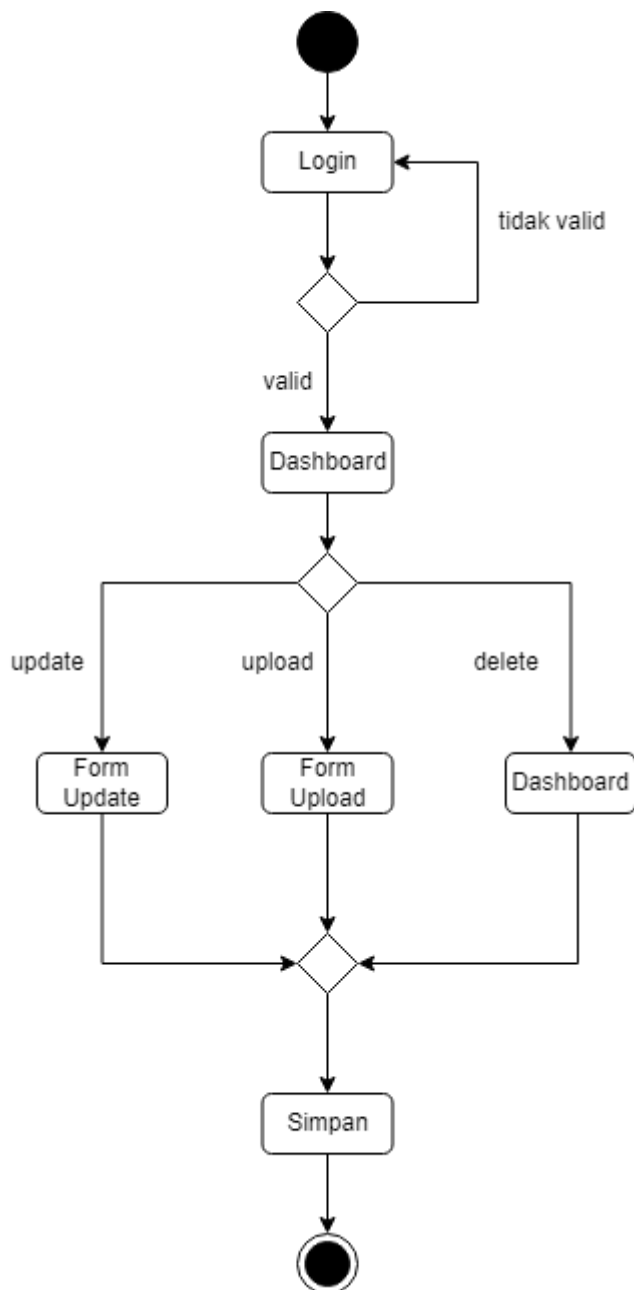 Login
tidak valid
valid
Dashboard
update
upload
delete
Form
Update
Form
Upload
Dashboard
Simpan